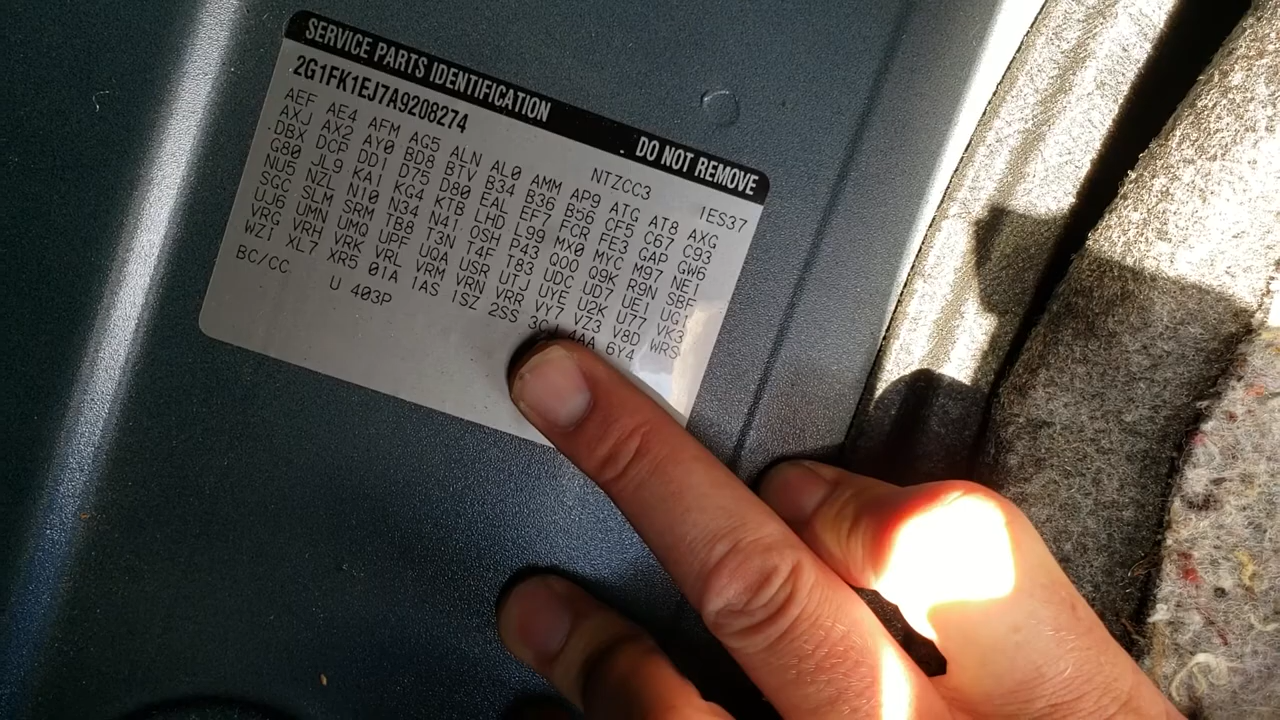 SERVICE PARTS IDENTIFICATION DO NOT REMOVE
2G1FK1EJ7A9208274 NTZCC3 IES37
AEF AE4 AFM AG5 ALN AL0 AMM AP9 ATG AT8 AXG
AXJ AX2 AY0 BD8 BTV B34 B36 B56 CF5 C67 C93
DBX DCP DD1 D75 D80 EAL EF7 FCR FE3 GAP GW6
G80 JL9 KA1 KG4 KTB LHD L99 MX0 MYC M97 NE1
NU5 NZL N10 N34 N41 OSH P43 QOO Q9K R9N SBF
SGC SLM SRM TB8 T3N T4F T83 UDC UD7 UE1 UG1
UJ6 UMN UMQ UPF UQA USR UTJ UYE U2K U77 VK3
VRG VRH VRK VRL VRM VRN VRR VY7 VZ3 V8D WRS
WZ1 XL7 XR5 01A 1AS 1SZ 2SS 3CJ 4AA 6Y4
BC/CC U 403P